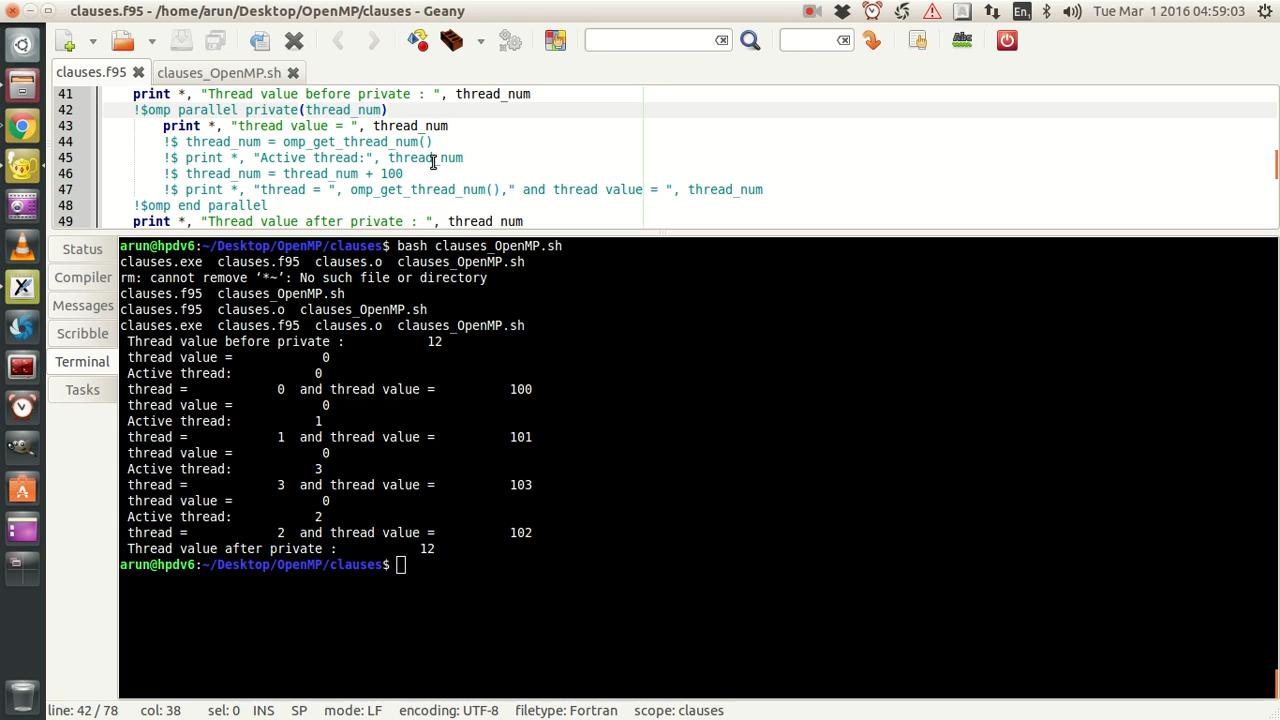 clauses.f95 - /home/arun/Desktop/OpenMP/clauses - Geany
En1
Tue Mar 1 2016 04:59:03
A
Abc
clauses.f95
clauses_OpenMP.sh
41 print *, "Thread value before private : ", thread_num
42 !$omp parallel private(thread_num)
43 print *, "thread value = ", thread_num
44 !$ thread_num = omp_get_thread_num()
45 !$ print *, "Active thread:", thread_num
46 !$ thread_num = thread_num + 100
47 !$ print *, "thread = ", omp_get_thread_num()," and thread value = ", thread_num
48 !$omp end parallel
49 print *, "Thread value after private : ", thread_num
Status
Compiler
Messages
Scribble
Terminal
Tasks
arun@hpdv6:~/Desktop/OpenMP/clauses$ bash clauses_OpenMP.sh
clauses.exe clauses.f95 clauses.o clauses_OpenMP.sh
rm: cannot remove ‘*~’: No such file or directory
clauses.f95 clauses_OpenMP.sh
clauses.f95 clauses.o clauses_OpenMP.sh
clauses.exe clauses.f95 clauses.o clauses_OpenMP.sh
Thread value before private : 12
thread value = 0
Active thread: 0
thread = 0 and thread value = 100
thread value = 0
Active thread: 1
thread = 1 and thread value = 101
thread value = 0
Active thread: 3
thread = 3 and thread value = 103
thread value = 0
Active thread: 2
thread = 2 and thread value = 102
Thread value after private : 12
arun@hpdv6:~/Desktop/OpenMP/clauses$
line: 42 / 78 col: 38 sel: 0 INS SP mode: LF encoding: UTF-8 filetype: Fortran scope: clauses